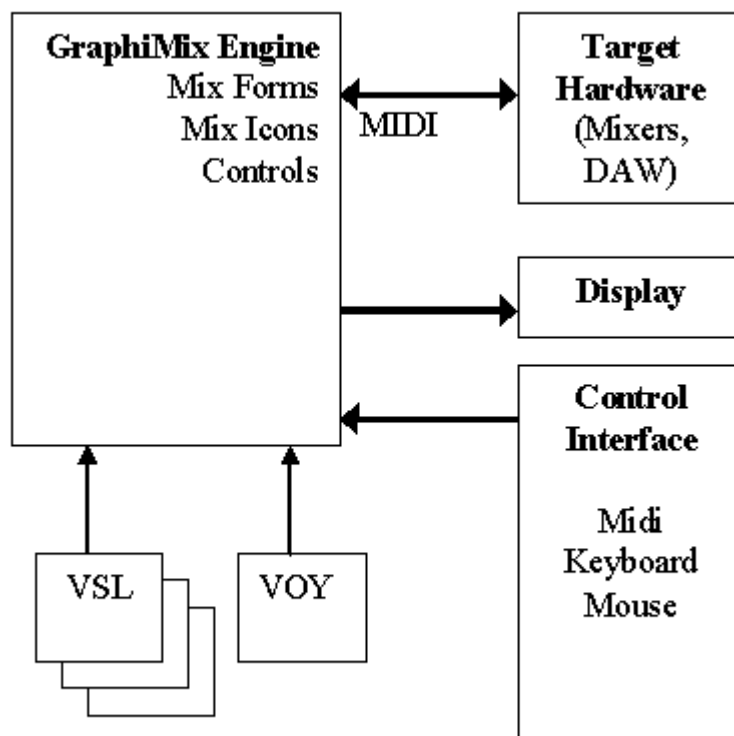 GraphiMix Engine
Mix Forms
Mix Icons
Controls
MIDI
Target
Hardware
(Mixers,
DAW)
Display
Control
Interface
Midi
Keyboard
Mouse
VSL
VOY